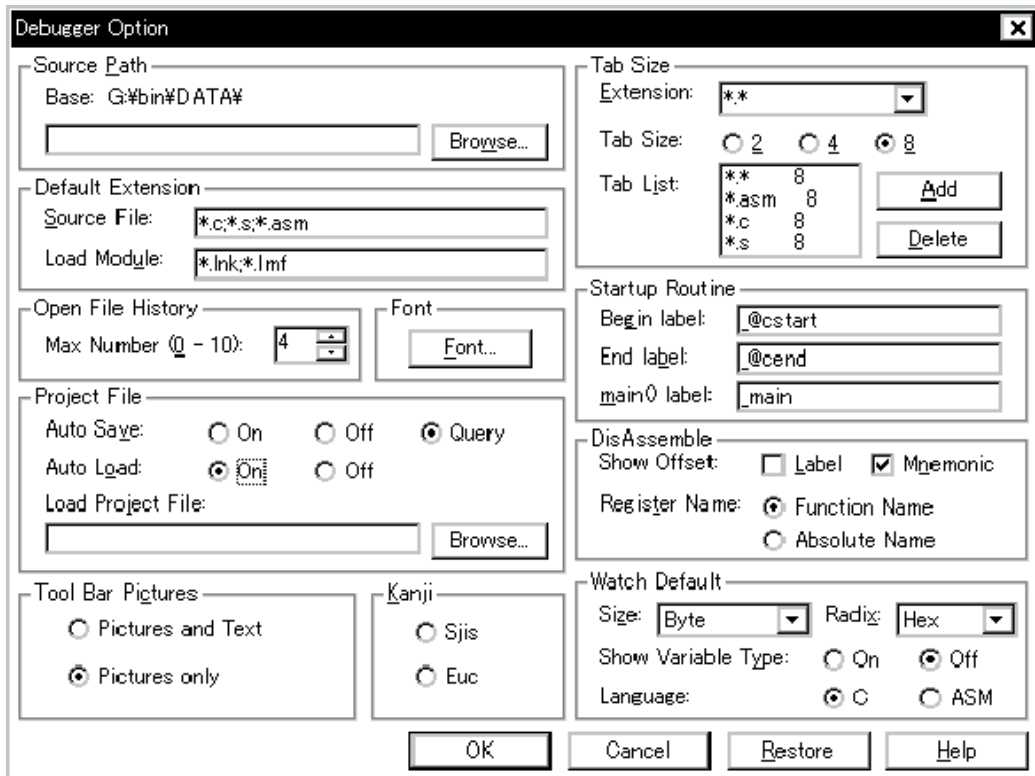 Debugger Option
Source Path
Base: G:¥bin¥DATA¥
Browse...
Default Extension
Source File: *.c;*.s;*.asm
Load Module: *.lnk;*.lmf
Open File History
Max Number (0 - 10): 4
Font
Font...
Project File
Auto Save: On Off Query
Auto Load: On Off
Load Project File:
Browse...
Tool Bar Pictures
Pictures and Text
Pictures only
Kanji
Sjis
Euc
Tab Size
Extension: *.*
Tab Size: 2 4 8
Tab List:
*.* 8
*.asm 8
*.c 8
*.s 8
Add
Delete
Startup Routine
Begin label: _@cstart
End label: _@cend
main() label: _main
DisAssemble
Show Offset: Label Mnemonic
Register Name: Function Name
Absolute Name
Watch Default
Size: Byte Radix: Hex
Show Variable Type: On Off
Language: C ASM
OK Cancel Restore Help